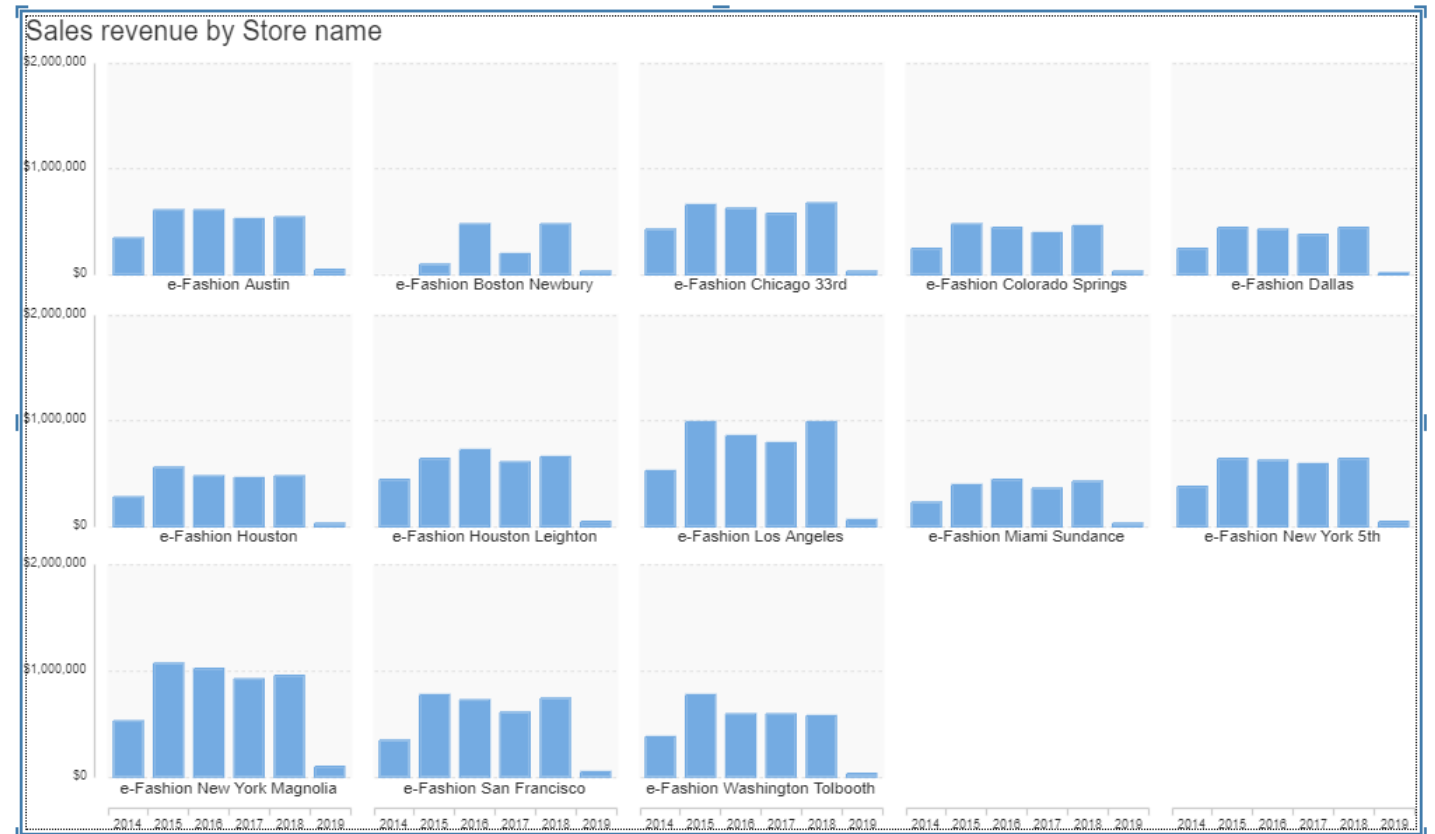 Sales revenue by Store name
$2,000,000
$1,000,000
$0
e-Fashion Austin e-Fashion Boston Newbury e-Fashion Chicago 33rd e-Fashion Colorado Springs e-Fashion Dallas
$2,000,000
$1,000,000
$0
e-Fashion Houston e-Fashion Houston Leighton e-Fashion Los Angeles e-Fashion Miami Sundance e-Fashion New York 5th
$2,000,000
$1,000,000
$0
e-Fashion New York Magnolia e-Fashion San Francisco e-Fashion Washington Tolbooth
2014 2015 2016 2017 2018 2019 2014 2015 2016 2017 2018 2019 2014 2015 2016 2017 2018 2019 2014 2015 2016 2017 2018 2019 2014 2015 2016 2017 2018 2019